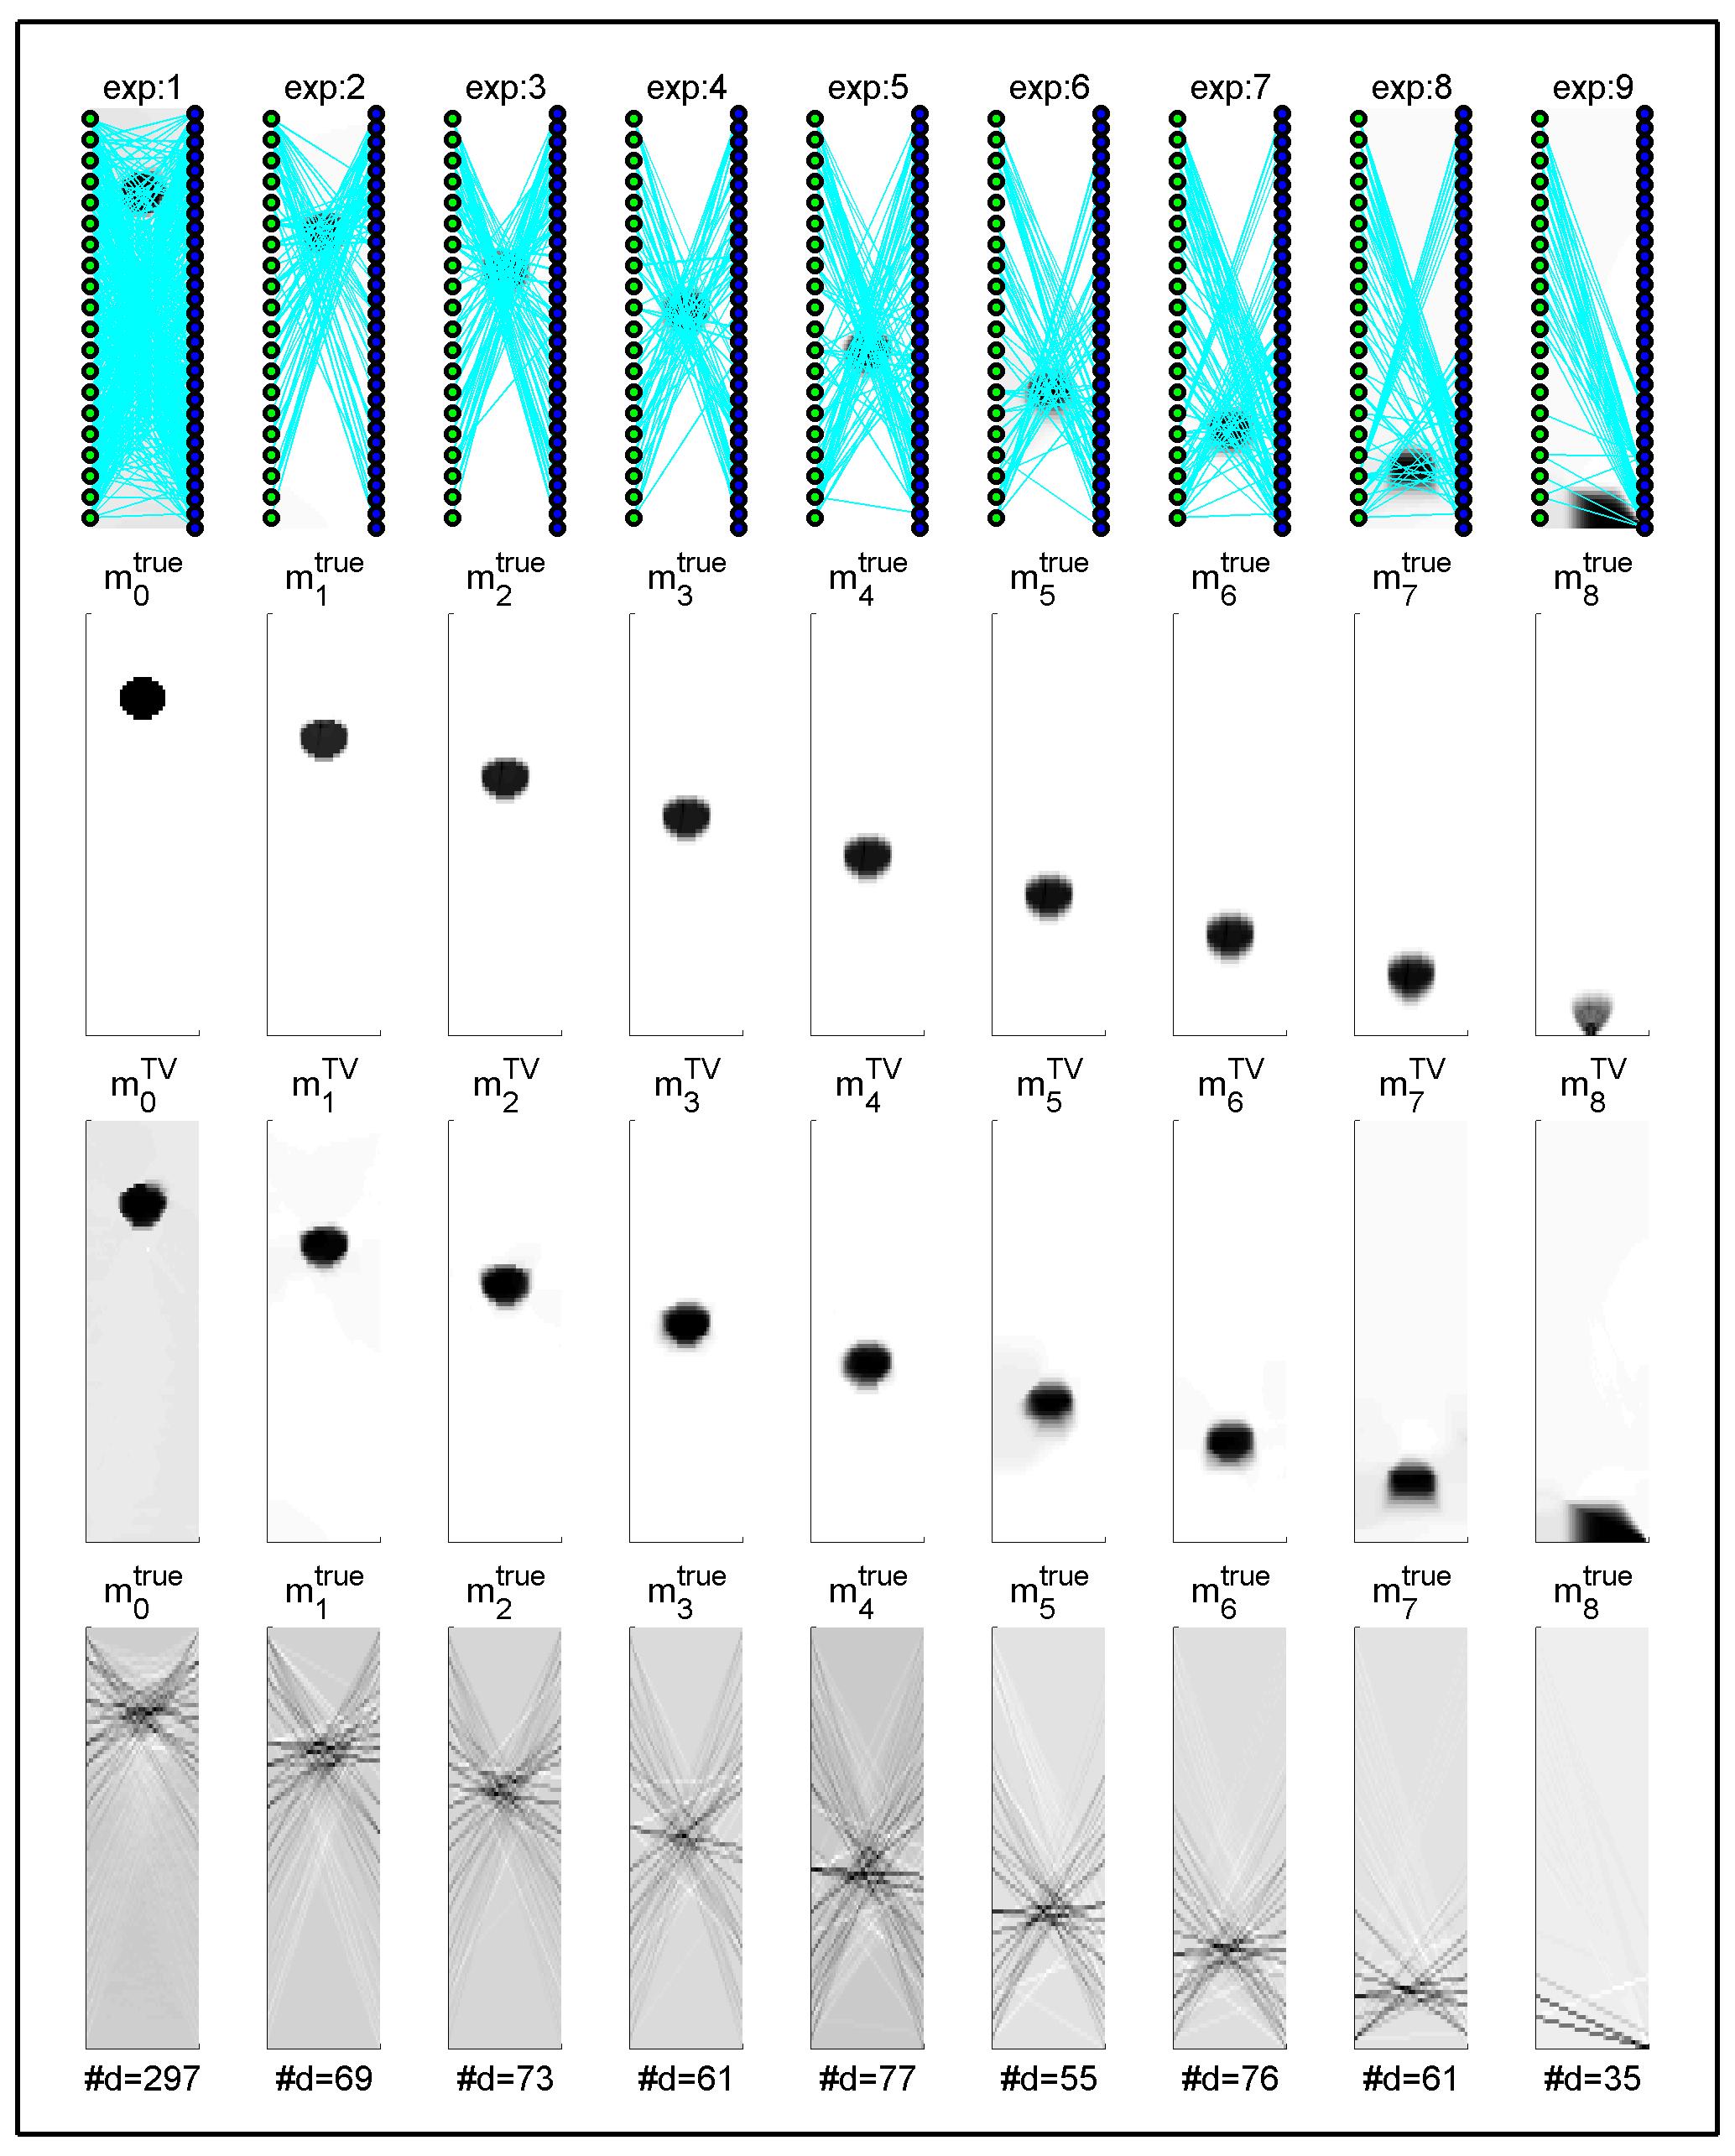 exp:1 exp:2 exp:3 exp:4 exp:5 exp:6 exp:7 exp:8 exp:9
m₀ᵗʳᵘᵉ m₁ᵗʳᵘᵉ m₂ᵗʳᵘᵉ m₃ᵗʳᵘᵉ m₄ᵗʳᵘᵉ m₅ᵗʳᵘᵉ m₆ᵗʳᵘᵉ m₇ᵗʳᵘᵉ m₈ᵗʳᵘᵉ
m₀ᵀⱽ m₁ᵀⱽ m₂ᵀⱽ m₃ᵀⱽ m₄ᵀⱽ m₅ᵀⱽ m₆ᵀⱽ m₇ᵀⱽ m₈ᵀⱽ
m₀ᵗʳᵘᵉ m₁ᵗʳᵘᵉ m₂ᵗʳᵘᵉ m₃ᵗʳᵘᵉ m₄ᵗʳᵘᵉ m₅ᵗʳᵘᵉ m₆ᵗʳᵘᵉ m₇ᵗʳᵘᵉ m₈ᵗʳᵘᵉ
#d=297 #d=69 #d=73 #d=61 #d=77 #d=55 #d=76 #d=61 #d=35